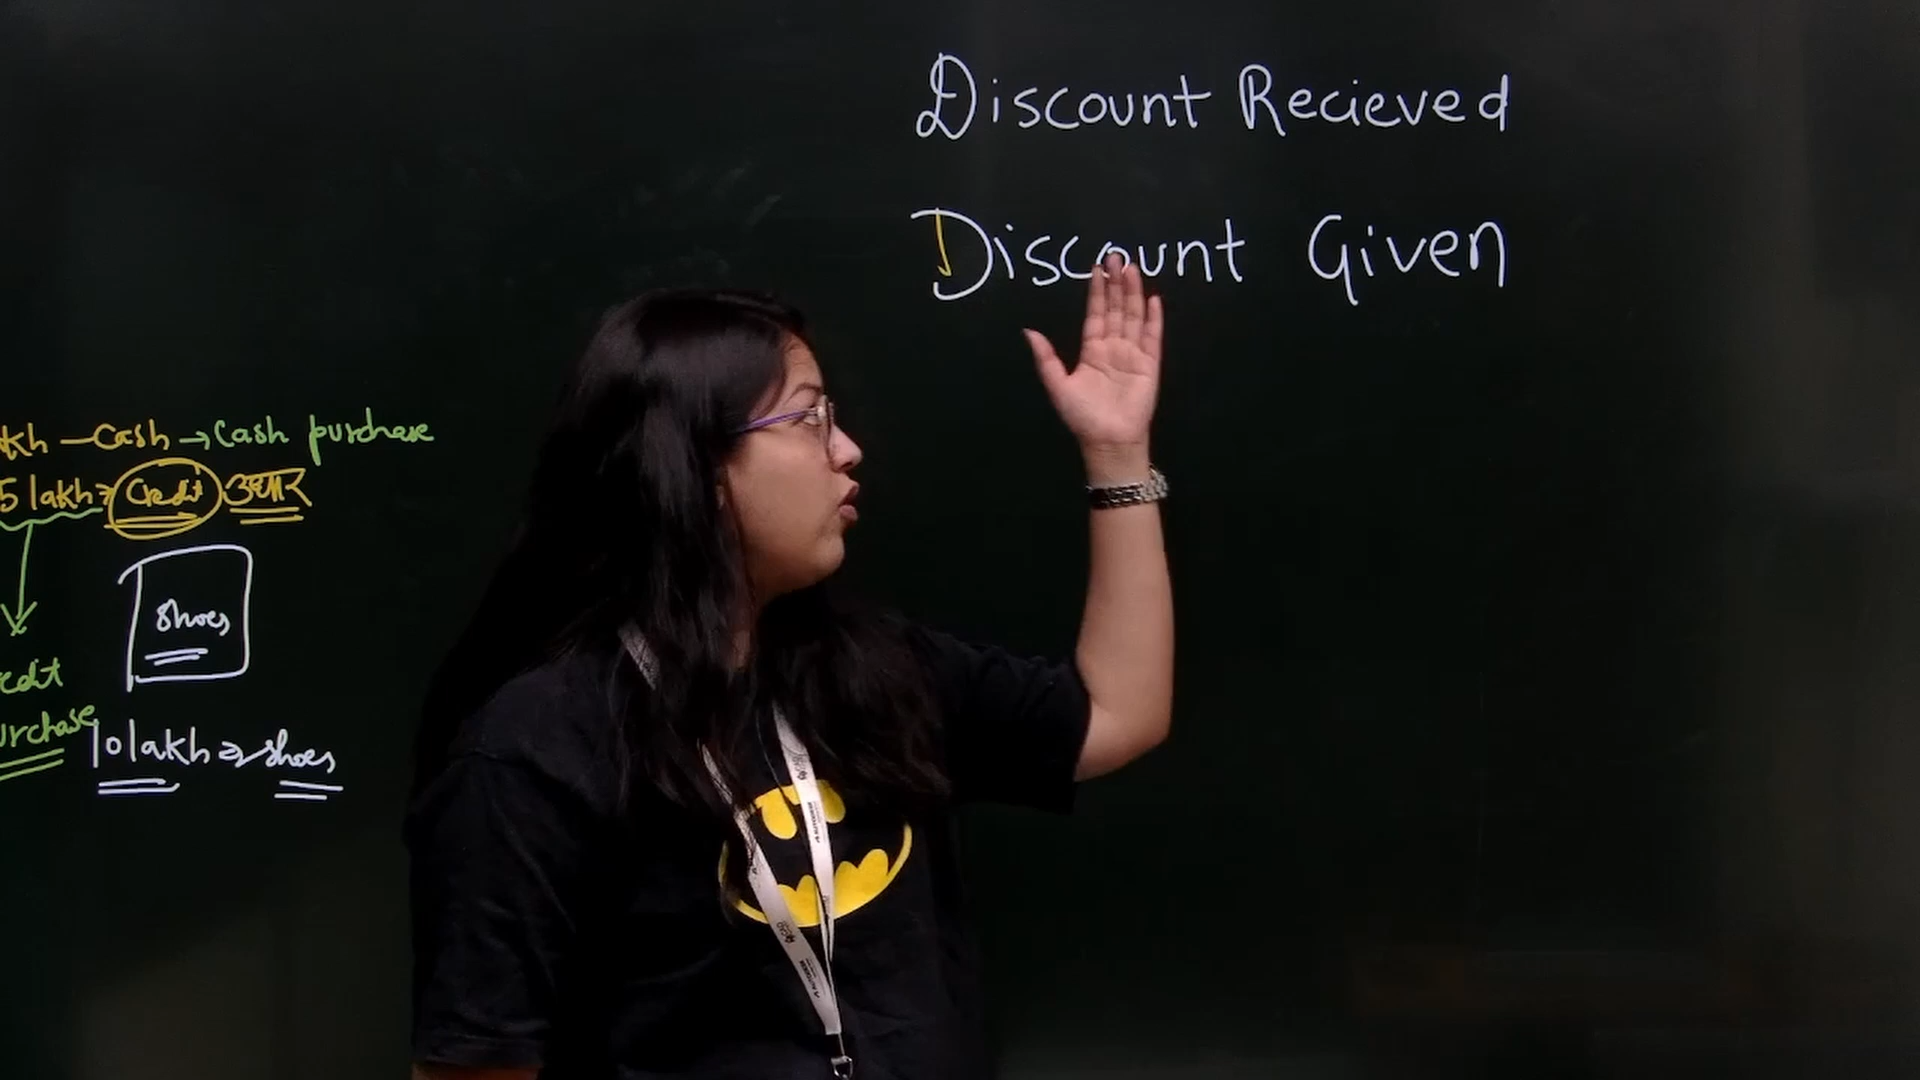 Discount Recieved
Discount Given
kh — Cash → Cash purchase
5 lakh → Credit उधार
shoes
edit
urchase
10 lakh → shoes